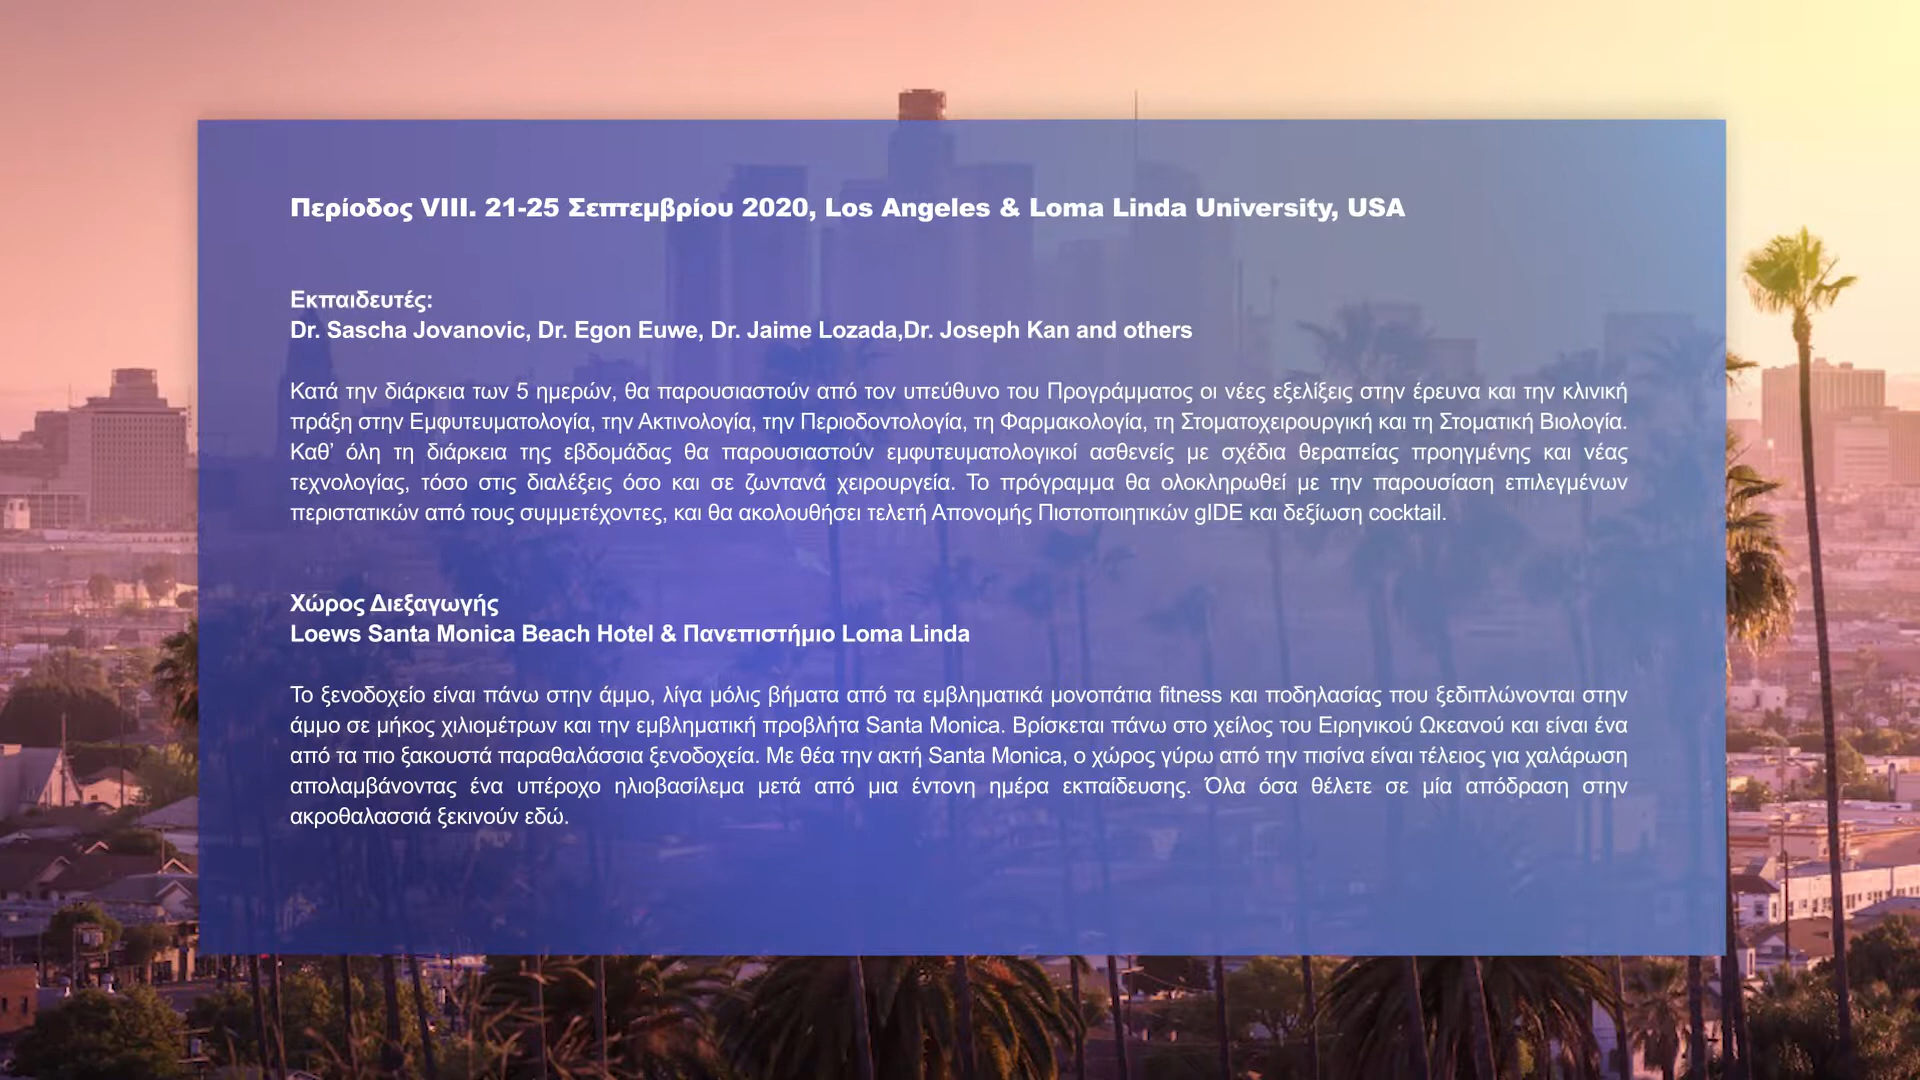 Περίοδος VIII. 21-25 Σεπτεμβρίου 2020, Los Angeles & Loma Linda University, USA
Εκπαιδευτές:
Dr. Sascha Jovanovic, Dr. Egon Euwe, Dr. Jaime Lozada,Dr. Joseph Kan and others
Κατά την διάρκεια των 5 ημερών, θα παρουσιαστούν από τον υπεύθυνο του Προγράμματος οι νέες εξελίξεις στην έρευνα και την κλινική
πράξη στην Εμφυτευματολογία, την Ακτινολογία, την Περιοδοντολογία, τη Φαρμακολογία, τη Στοματοχειρουργική και τη Στοματική Βιολογία.
Καθ’ όλη τη διάρκεια της εβδομάδας θα παρουσιαστούν εμφυτευματολογικοί ασθενείς με σχέδια θεραπείας προηγμένης και νέας
τεχνολογίας, τόσο στις διαλέξεις όσο και σε ζωντανά χειρουργεία. Το πρόγραμμα θα ολοκληρωθεί με την παρουσίαση επιλεγμένων
περιστατικών από τους συμμετέχοντες, και θα ακολουθήσει τελετή Απονομής Πιστοποιητικών gIDE και δεξίωση cocktail.
Χώρος Διεξαγωγής
Loews Santa Monica Beach Hotel & Πανεπιστήμιο Loma Linda
Το ξενοδοχείο είναι πάνω στην άμμο, λίγα μόλις βήματα από τα εμβληματικά μονοπάτια fitness και ποδηλασίας που ξεδιπλώνονται στην
άμμο σε μήκος χιλιομέτρων και την εμβληματική προβλήτα Santa Monica. Βρίσκεται πάνω στο χείλος του Ειρηνικού Ωκεανού και είναι ένα
από τα πιο ξακουστά παραθαλάσσια ξενοδοχεία. Με θέα την ακτή Santa Monica, ο χώρος γύρω από την πισίνα είναι τέλειος για χαλάρωση
απολαμβάνοντας ένα υπέροχο ηλιοβασίλεμα μετά από μια έντονη ημέρα εκπαίδευσης. Όλα όσα θέλετε σε μία απόδραση στην
ακροθαλασσιά ξεκινούν εδώ.